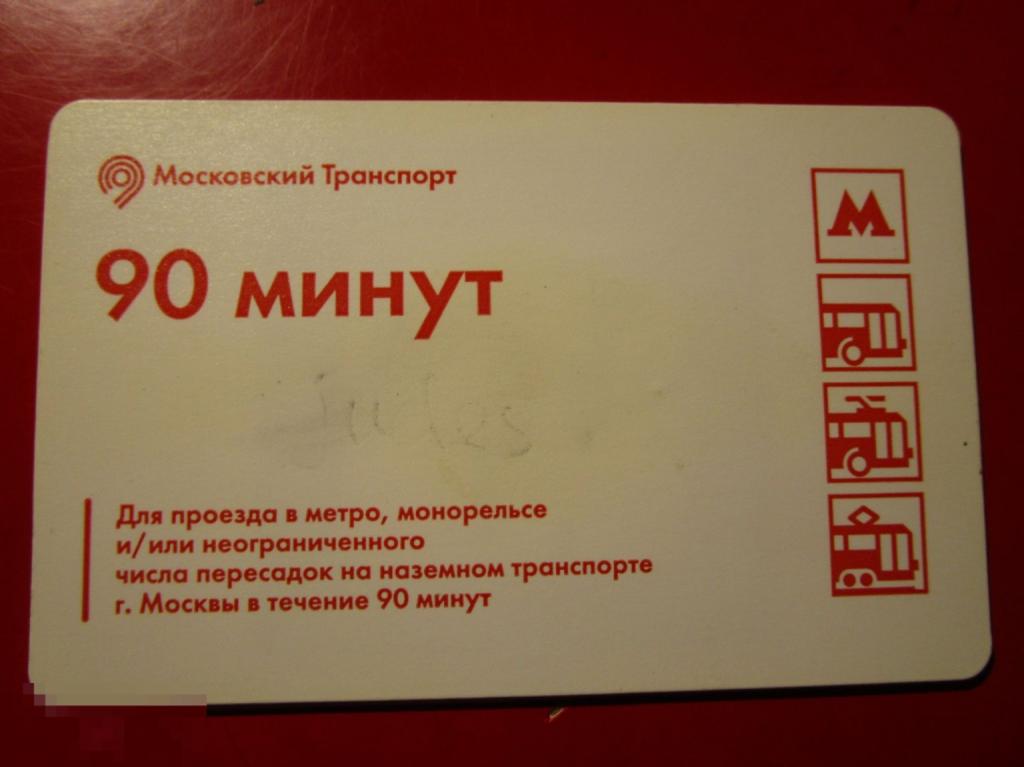 Московский Транспорт
М
90 минут
Для проезда в метро, монорельсе
и/или неограниченного
числа пересадок на наземном транспорте
г. Москвы в течение 90 минут